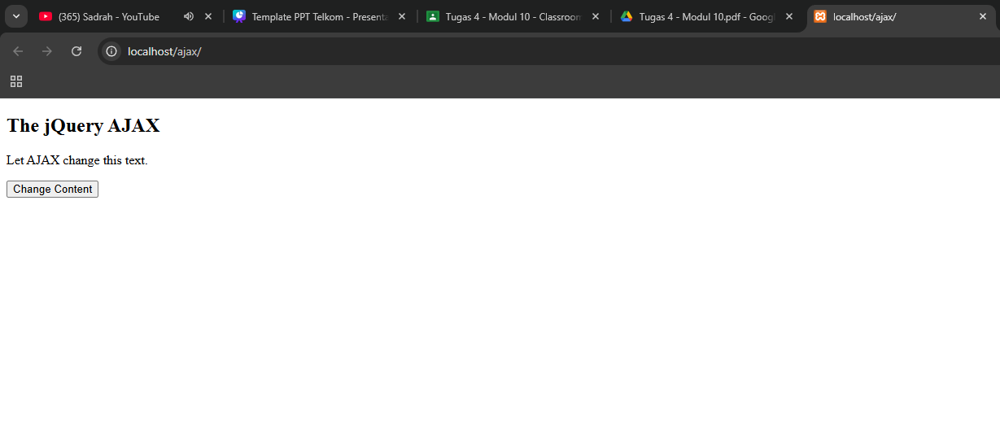 (365) Sadrah - YouTube
Template PPT Telkom - Presenta
Tugas 4 - Modul 10 - Classroom
Tugas 4 - Modul 10.pdf - Goog
localhost/ajax/
localhost/ajax/
The jQuery AJAX
Let AJAX change this text.
Change Content